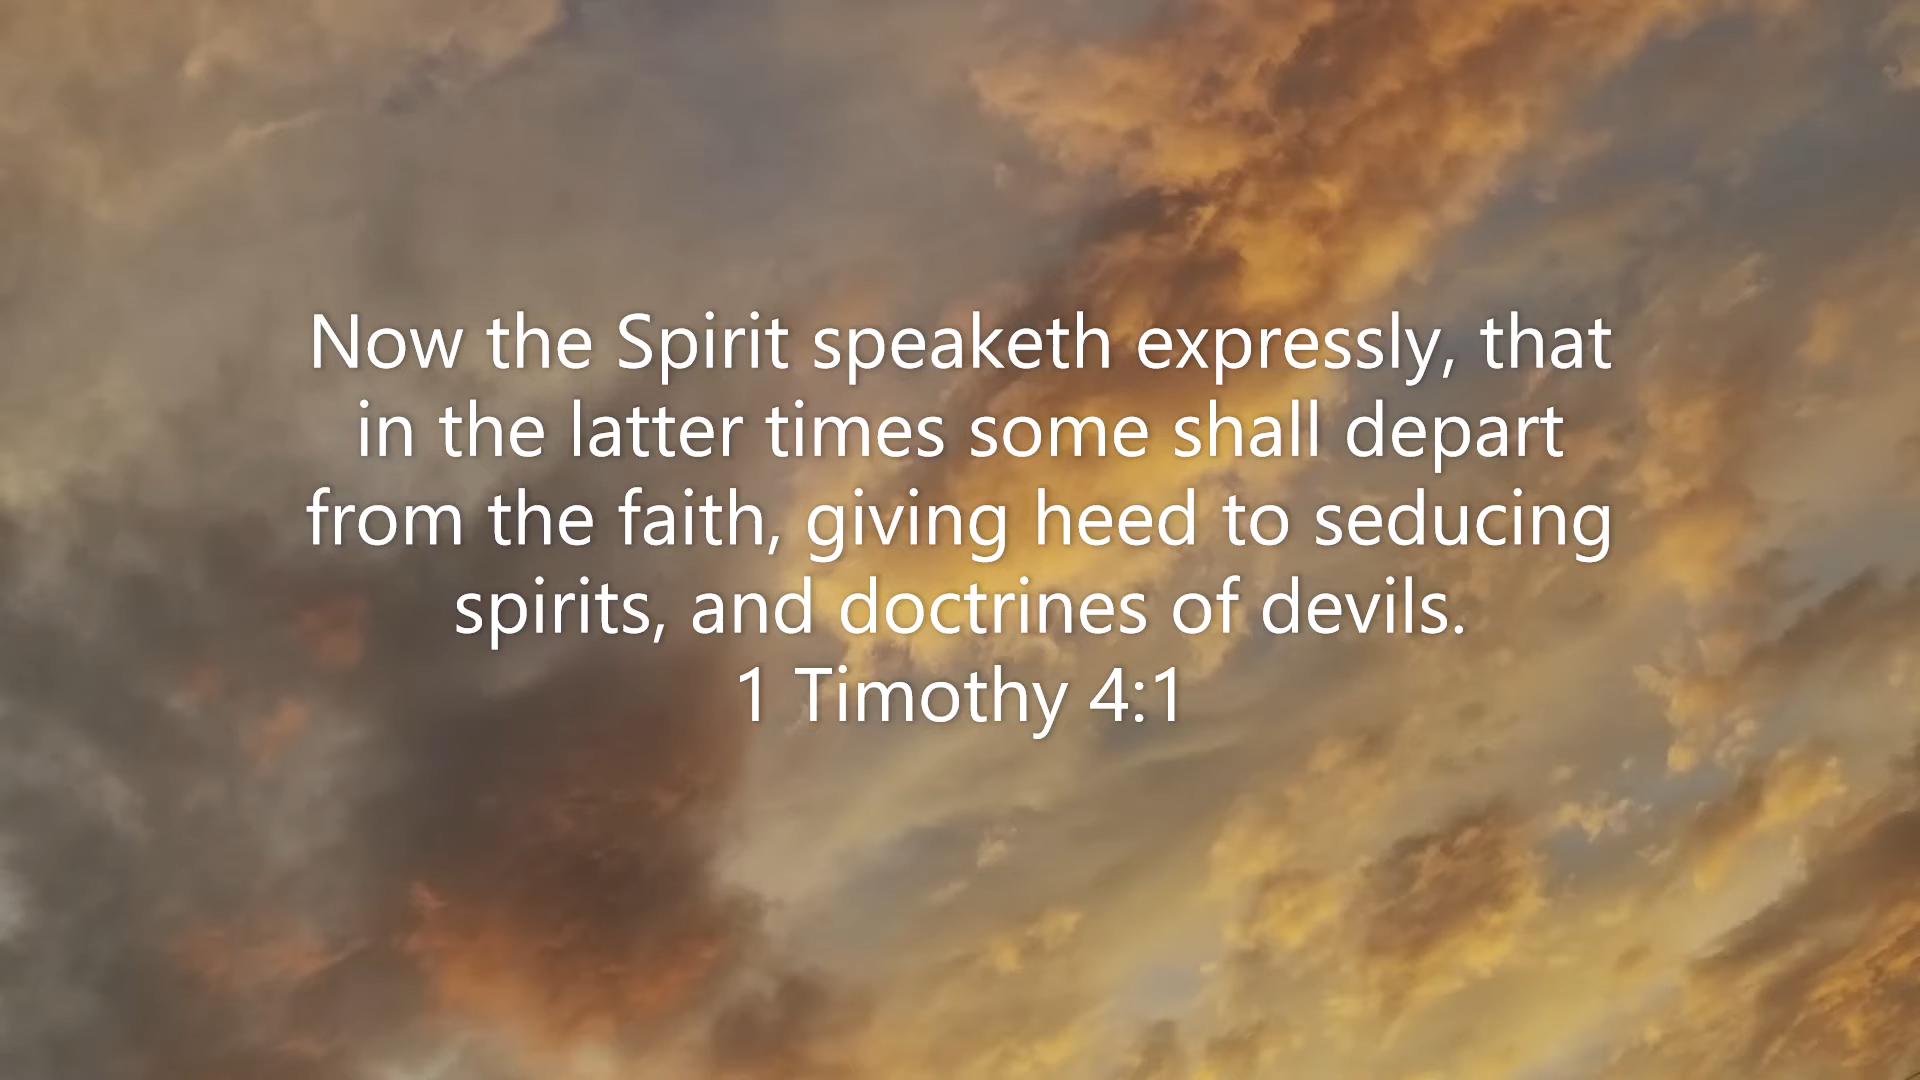 Now the Spirit speaketh expressly, that
in the latter times some shall depart
from the faith, giving heed to seducing
spirits, and doctrines of devils.
1 Timothy 4:1